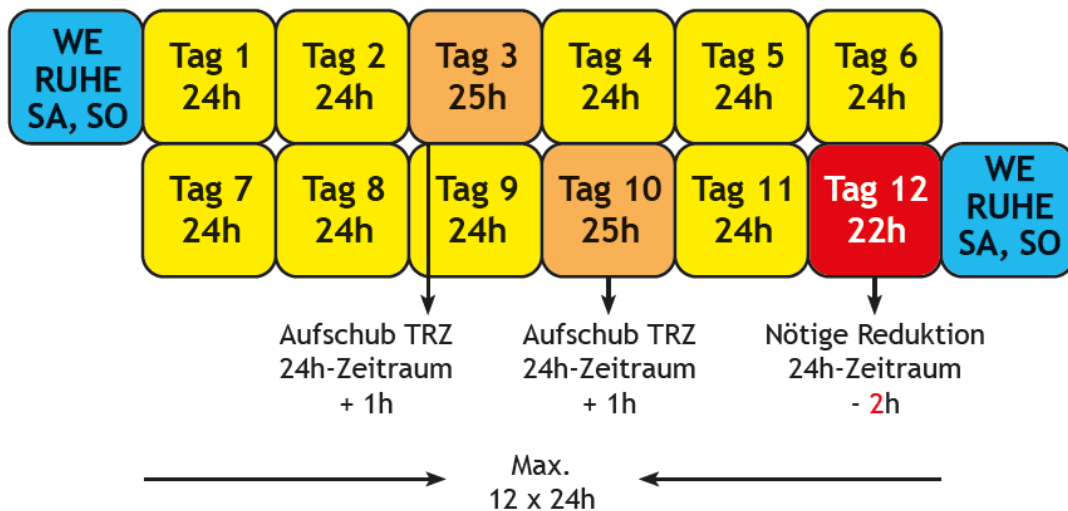 WE
RUHE
SA, SO
Tag 1
24h
Tag 2
24h
Tag 3
25h
Tag 4
24h
Tag 5
24h
Tag 6
24h
Tag 7
24h
Tag 8
24h
Tag 9
24h
Tag 10
25h
Tag 11
24h
Tag 12
22h
WE
RUHE
SA, SO
Aufschub TRZ
24h-Zeitraum
+ 1h
Aufschub TRZ
24h-Zeitraum
+ 1h
Nötige Reduktion
24h-Zeitraum
- 2h
Max.
12 x 24h